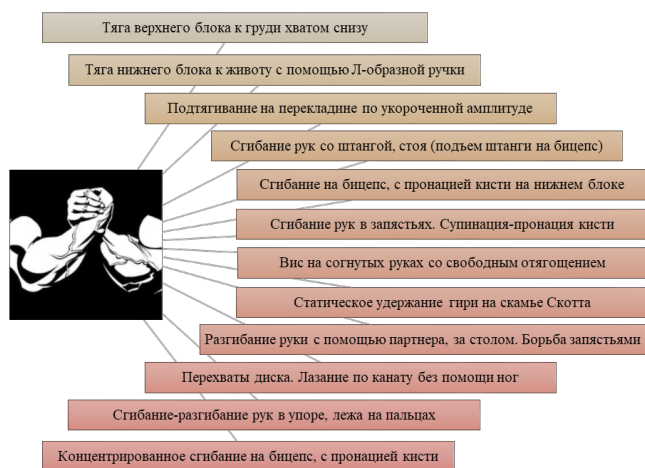 Тяга верхнего блока к груди хватом снизу
Тяга нижнего блока к животу с помощью Л-образной ручки
Подтягивание на перекладине по укороченной амплитуде
Сгибание рук со штангой, стоя (подъем штанги на бицепс)
Сгибание на бицепс, с пронацией кисти на нижнем блоке
Сгибание рук в запястьях. Супинация-пронация кисти
Вис на согнутых руках со свободным отягощением
Статическое удержание гири на скамье Скотта
Разгибание руки с помощью партнера, за столом. Борьба запястьями
Перехваты диска. Лазание по канату без помощи ног
Сгибание-разгибание рук в упоре, лежа на пальцах
Концентрированное сгибание на бицепс, с пронацией кисти